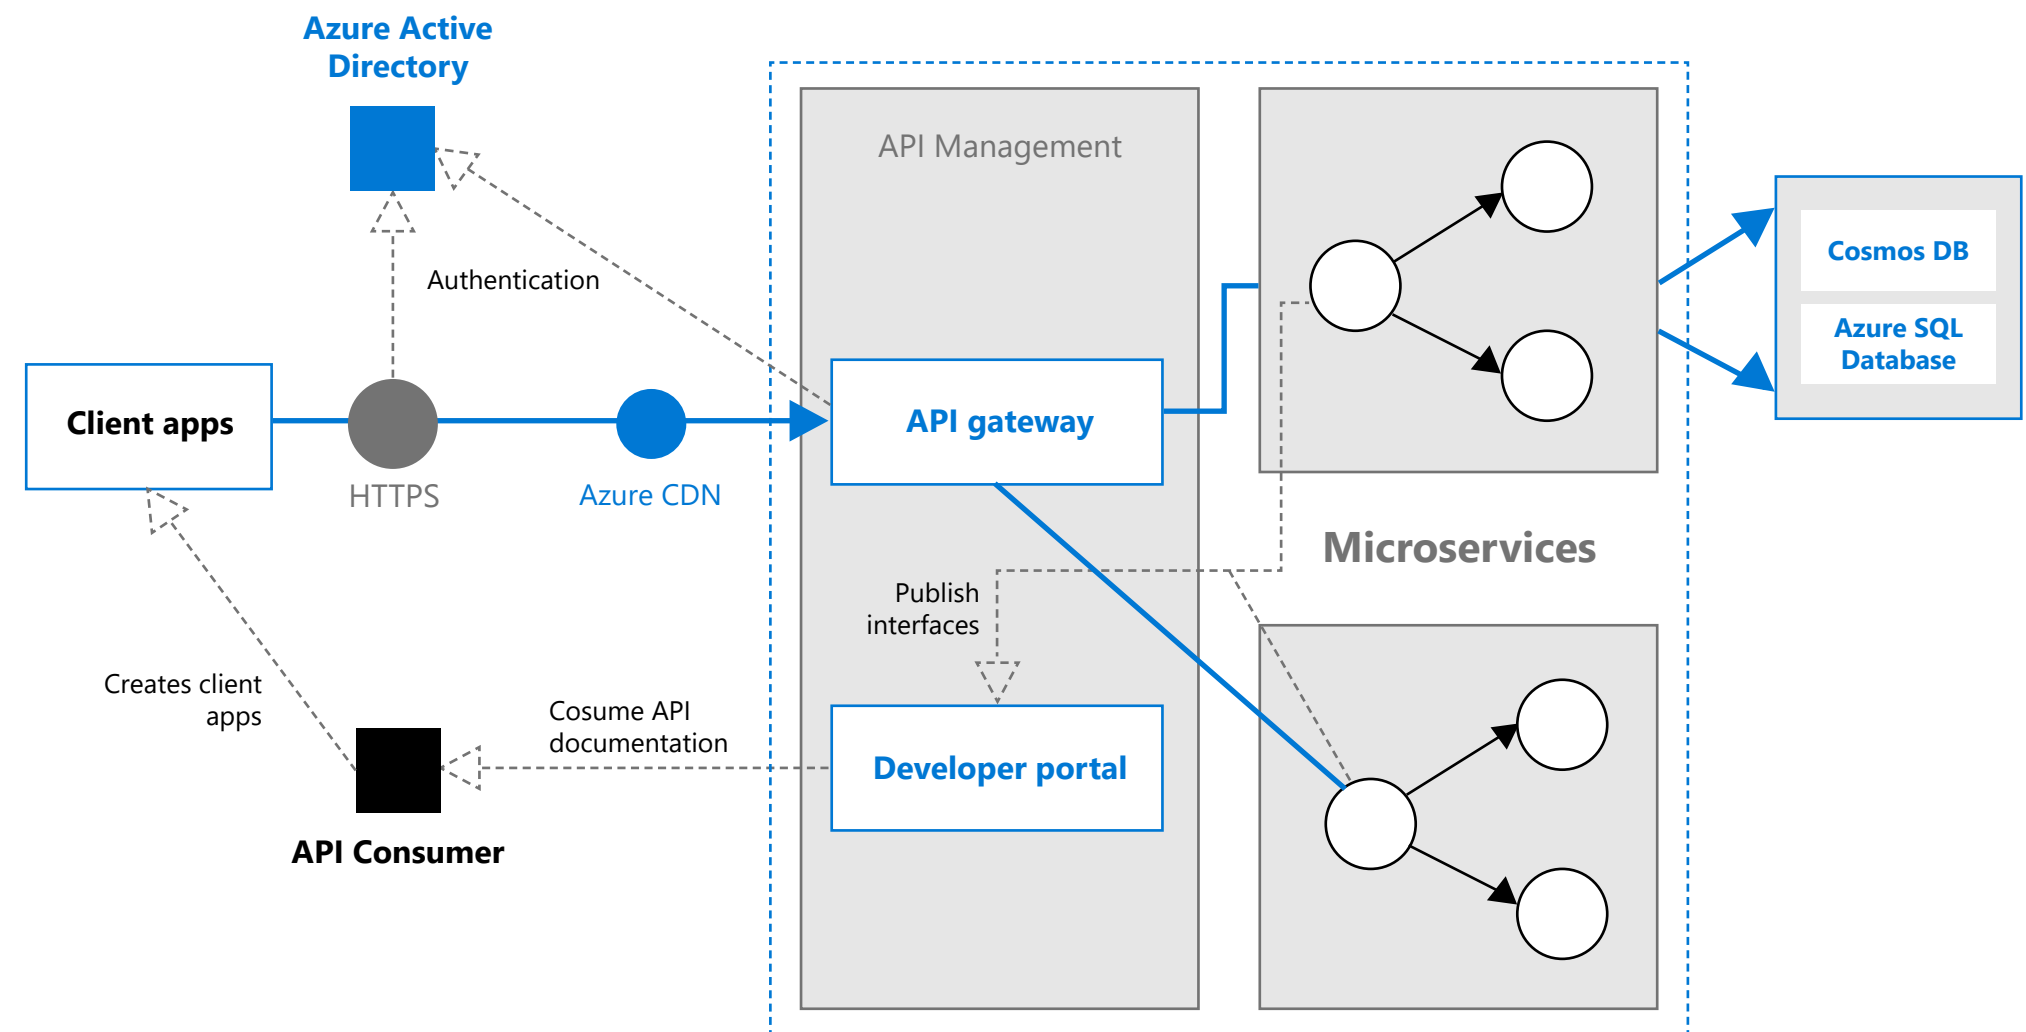 Azure Active
Directory
API Management
Cosmos DB
Azure SQL
Database
Authentication
Client apps
API gateway
HTTPS
Azure CDN
Microservices
Publish
interfaces
Creates client
apps
Cosume API
documentation
Developer portal
API Consumer